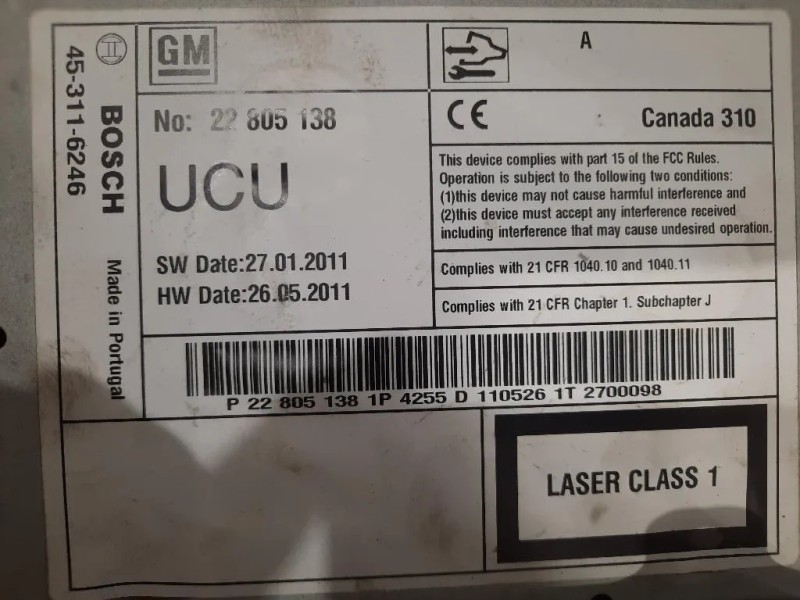 GM
A
No: 22 805 138
UCU
SW Date:27.01.2011
HW Date:26.05.2011
CE
Canada 310
This device complies with part 15 of the FCC Rules.
Operation is subject to the following two conditions:
(1)this device may not cause harmful interference and
(2)this device must accept any interference received
including interference that may cause undesired operation.
Complies with 21 CFR 1040.10 and 1040.11
Complies with 21 CFR Chapter 1. Subchapter J
P 22 805 138 1P 4255 D 110526 1T 2700098
LASER CLASS 1
BOSCH Made in Portugal
45-311-6246